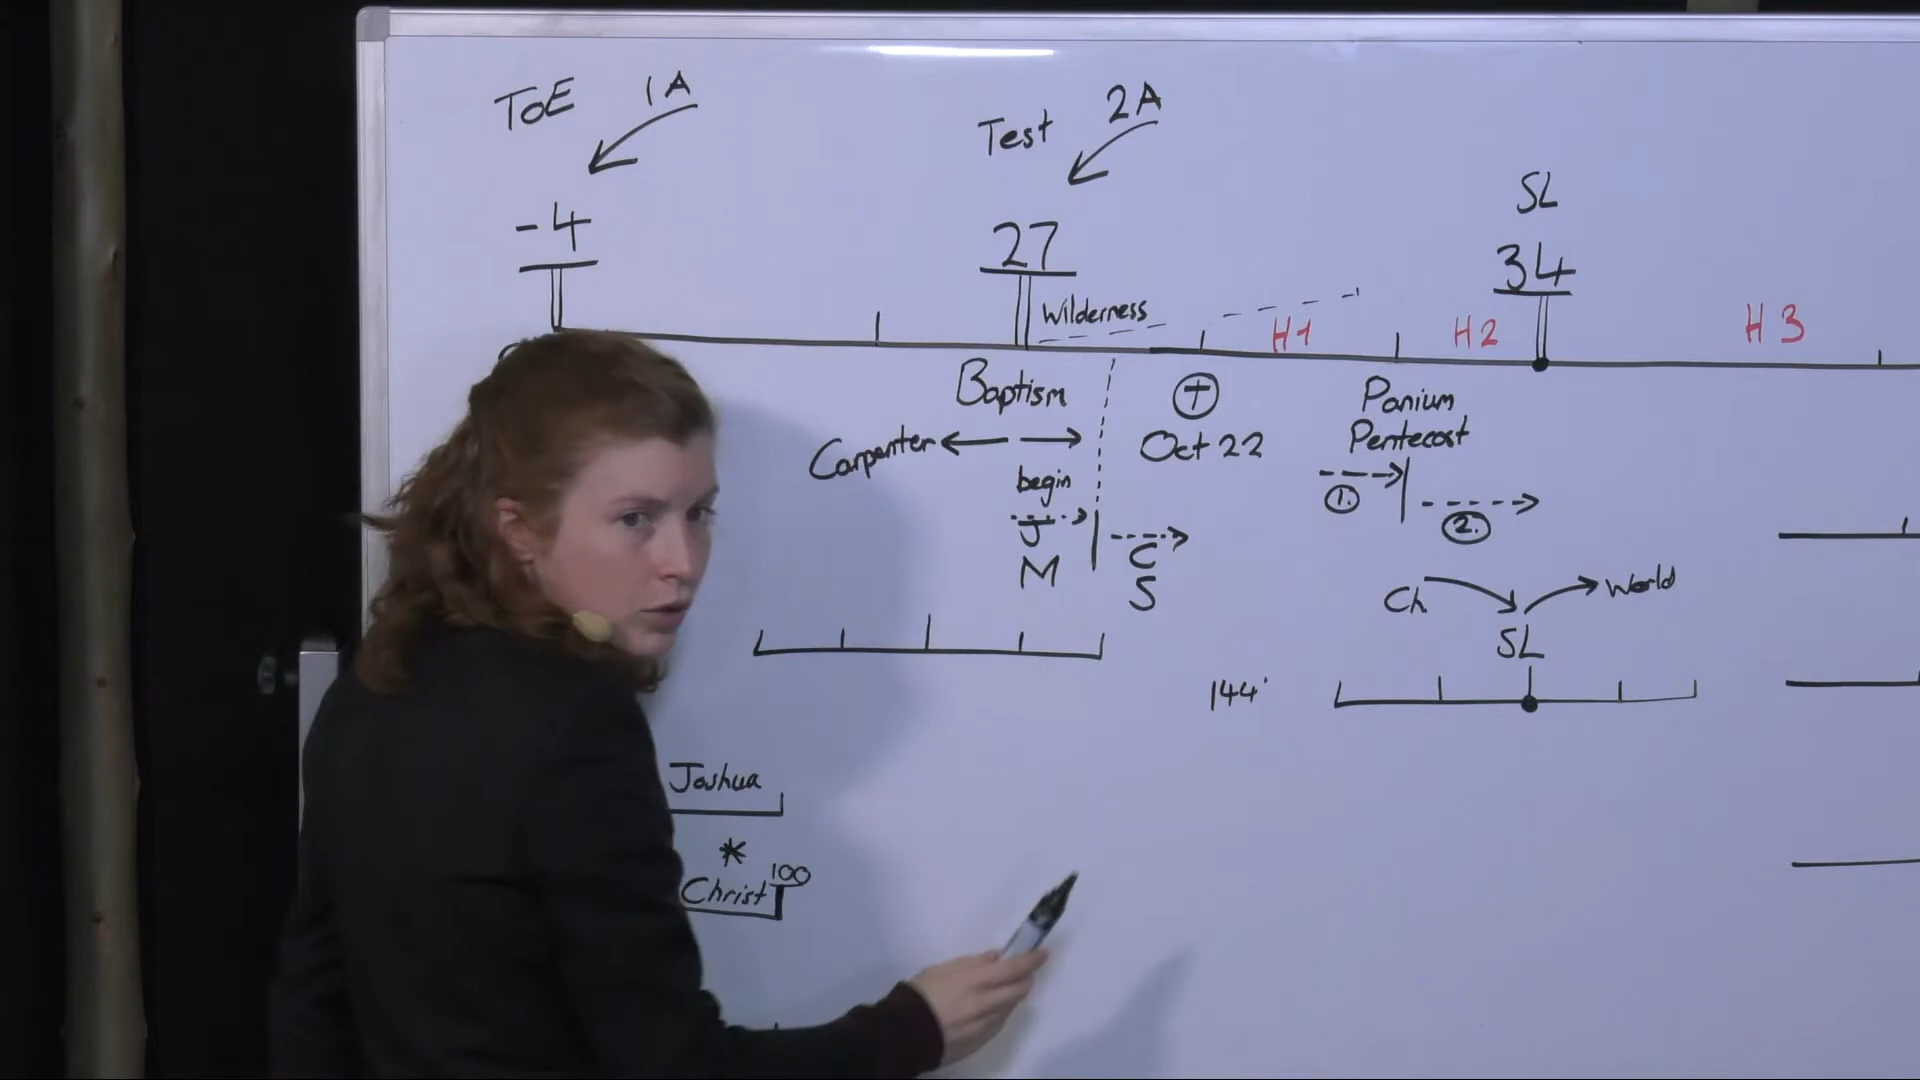 ToE 1A
Test 2A
-4
27
SL
34
Wilderness
H1 H2 H3
Baptism
Carpenter
begin
J
M
C
S
+
Oct 22
Panium
Pentecost
1.
2.
Ch World
SL
144'
Joshua
*
Christ 100